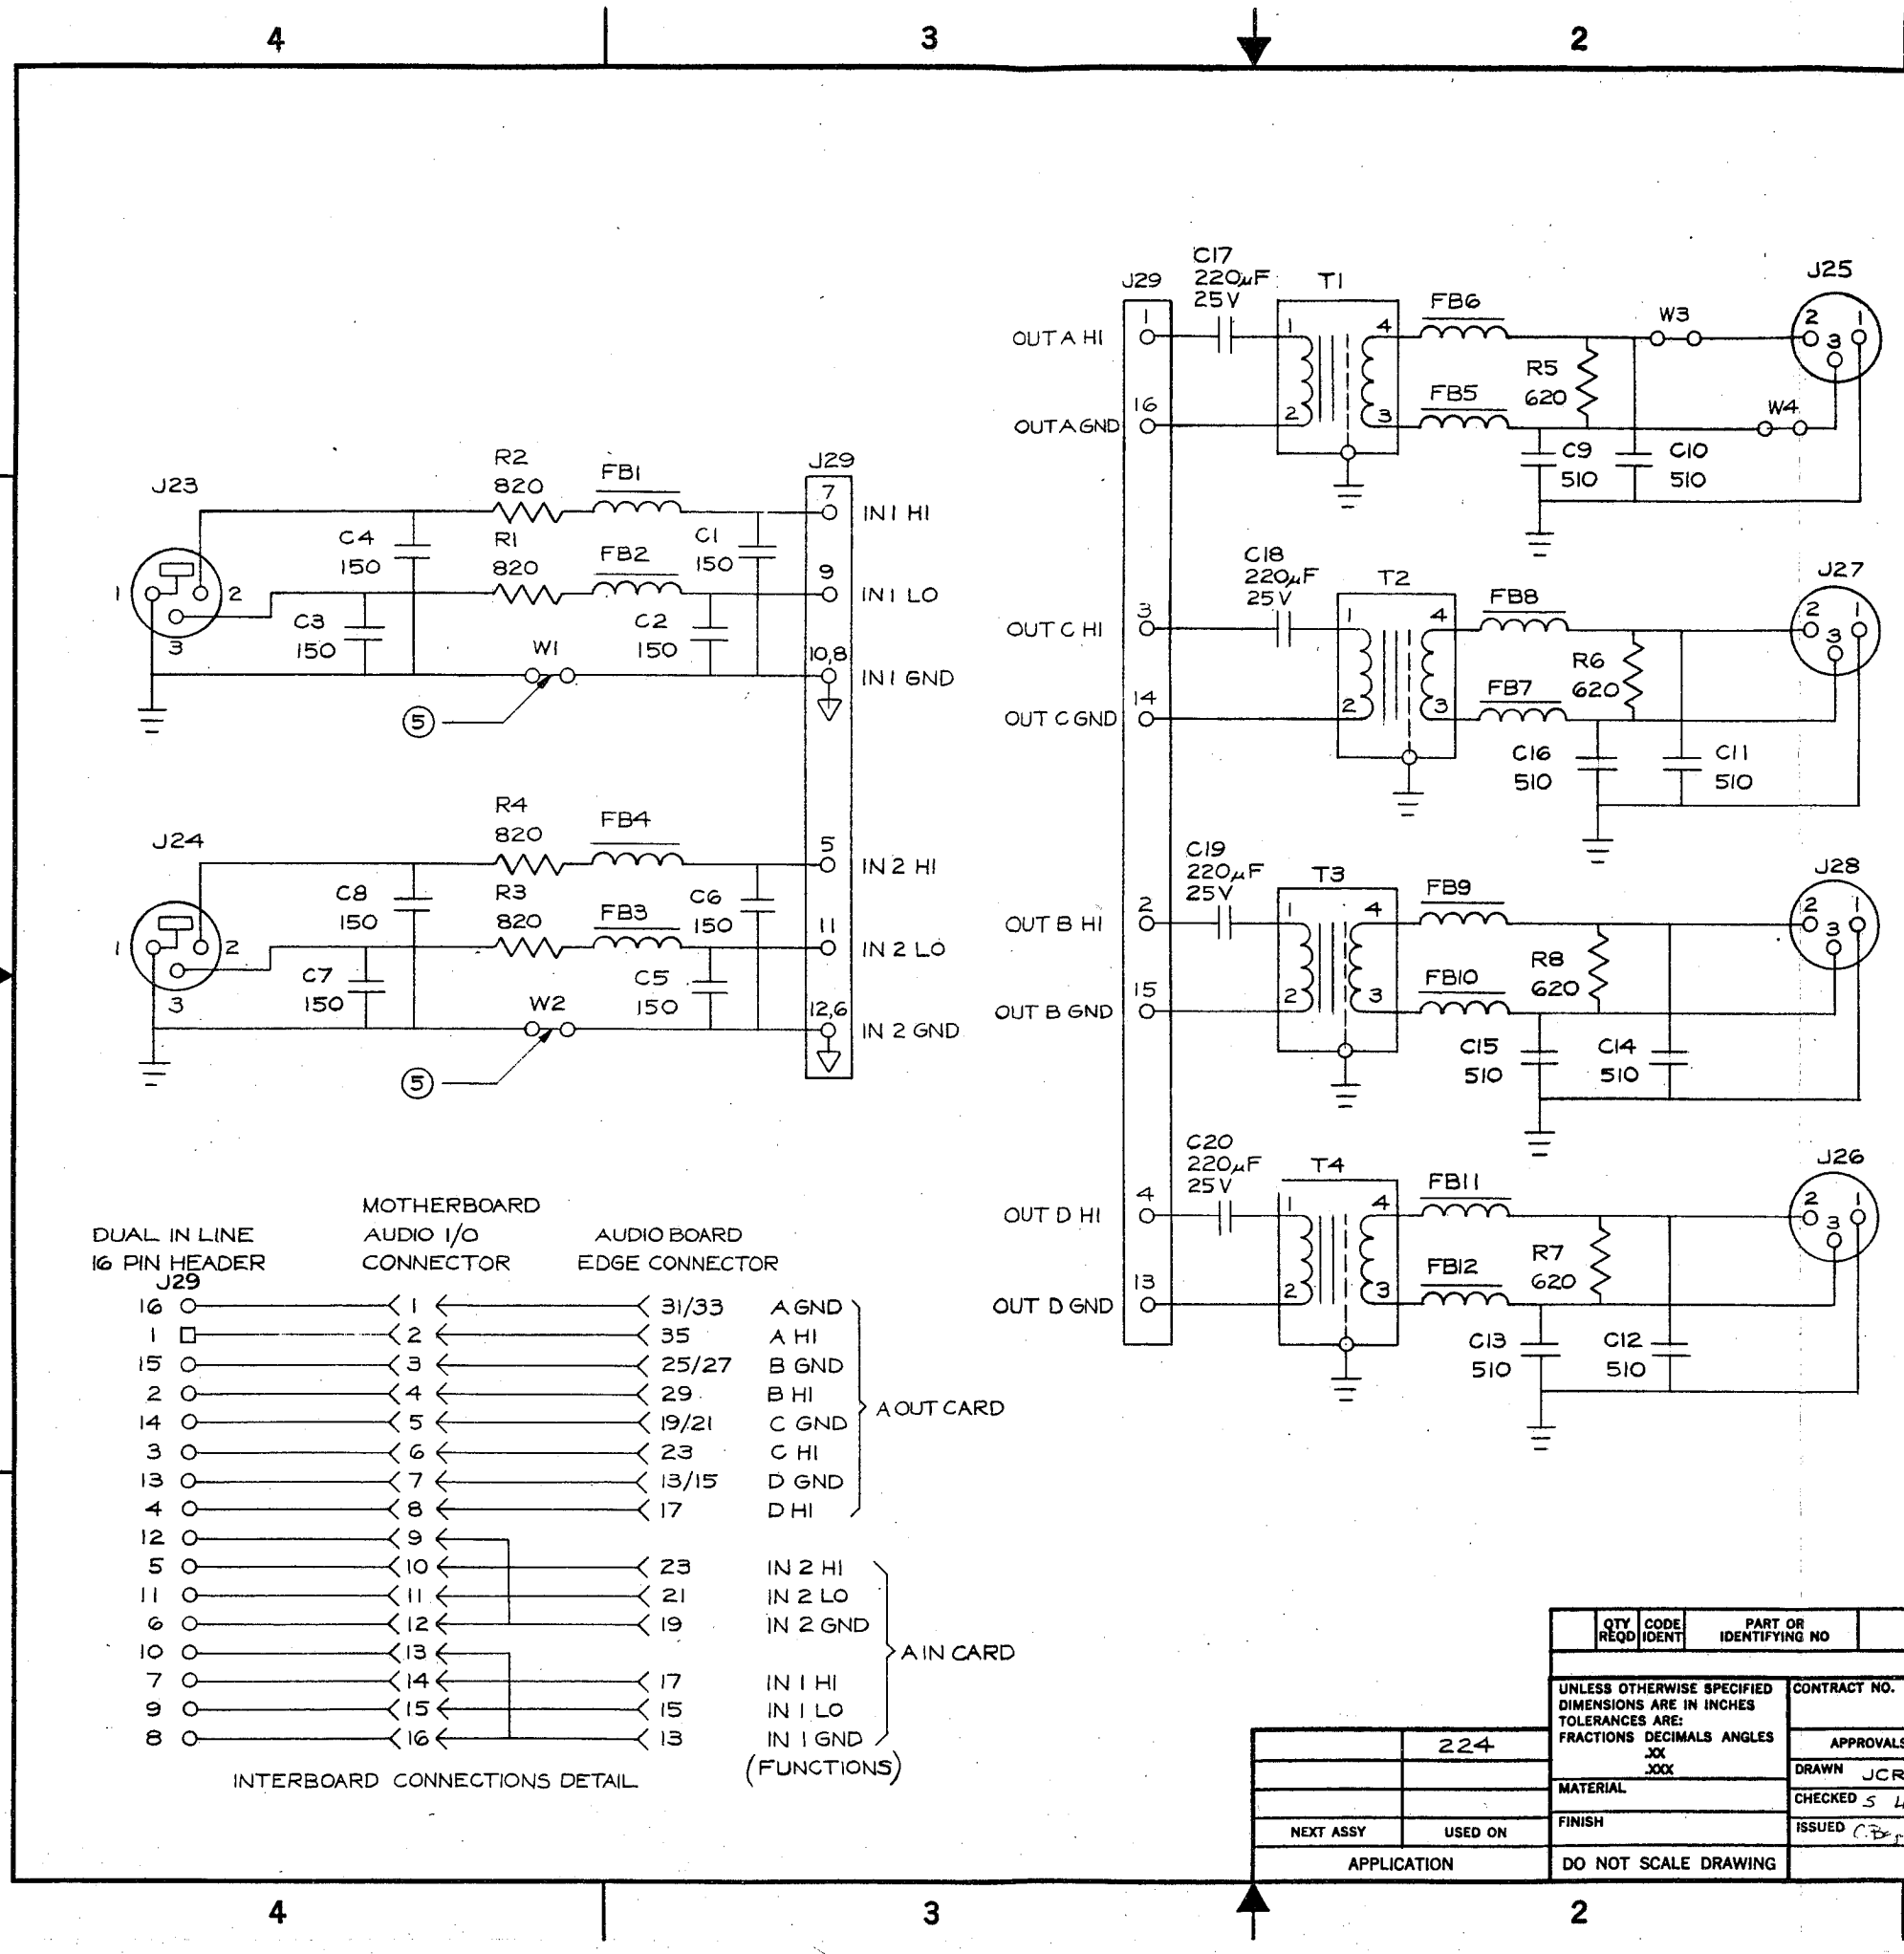 4 3 2
J23
R2
820
FB1
J29
7
IN 1 HI
C4
150
R1
820
FB2
C1
150
9
IN 1 LO
1 2
3
C3
150
C2
150
W1
10,8
IN 1 GND
5
J24
R4
820
FB4
5
IN 2 HI
C8
150
R3
820
FB3
C6
150
11
IN 2 LO
1 2
3
C7
150
C5
150
W2
12,6
IN 2 GND
5
J29
C17
220µF
25V
T1
FB6
W3
J25
OUT A HI
1
1 4
2 1
3
R5
620
FB5
W4
OUT A GND
16
2 3
C9
510
C10
510
C18
220µF
25V
T2
FB8
J27
OUT C HI
3
1 4
2 1
3
R6
620
FB7
OUT C GND
14
2 3
C16
510
C11
510
C19
220µF
25V
T3
FB9
J28
OUT B HI
2
1 4
2 1
3
R8
620
FB10
OUT B GND
15
2 3
C15
510
C14
510
C20
220µF
25V
T4
FB11
J26
OUT D HI
4
1 4
2 1
3
R7
620
FB12
OUT D GND
13
2 3
C13
510
C12
510
DUAL IN LINE
16 PIN HEADER
J29
MOTHERBOARD
AUDIO I/O
CONNECTOR
AUDIO BOARD
EDGE CONNECTOR
16 1 31/33 A GND
1 2 35 A HI
15 3 25/27 B GND
2 4 29 B HI
14 5 19/21 C GND
3 6 23 C HI
13 7 13/15 D GND
4 8 17 D HI
A OUT CARD
12 9
5 10 23 IN 2 HI
11 11 21 IN 2 LO
6 12 19 IN 2 GND
10 13
7 14 17 IN 1 HI
9 15 15 IN 1 LO
8 16 13 IN 1 GND
A IN CARD
(FUNCTIONS)
INTERBOARD CONNECTIONS DETAIL
QTY REQD
CODE IDENT
PART OR IDENTIFYING NO
UNLESS OTHERWISE SPECIFIED
DIMENSIONS ARE IN INCHES
TOLERANCES ARE:
FRACTIONS DECIMALS ANGLES
.XX
.XXX
MATERIAL
FINISH
DO NOT SCALE DRAWING
CONTRACT NO.
APPROVALS
DRAWN JCR
CHECKED
ISSUED
224
NEXT ASSY
USED ON
APPLICATION
4 3 2